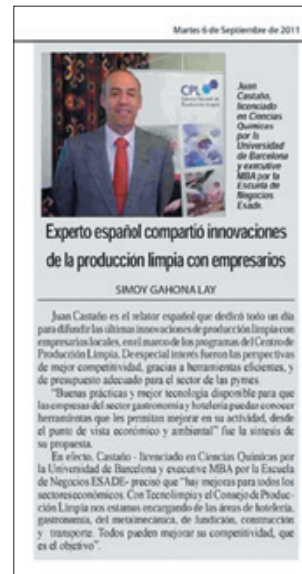 Martes 6 de Septiembre de 2011
CPL
Consejo Nacional de
Producción Limpia
Juan
Castaño,
licenciado
en Ciencias
Químicas
por la
Universidad
de Barcelona
y executive
MBA por la
Escuela de
Negocios
Esade.
Experto español compartió innovaciones
de la producción limpia con empresarios
SIMOY GAHONA LAY
Juan Castaño es el relator español que dedicó todo un día
para difundir las últimas innovaciones de producción limpia con
empresarios locales, en el marco de los programas del Centro de
Producción Limpia. De especial interés fueron las perspectivas
de mejor competitividad, gracias a herramientas eficientes, y
de presupuesto adecuado para el sector de las pymes.
"Buenas prácticas y mejor tecnología disponible para que
las empresas del sector gastronomía y hotelería puedan conocer
herramientas que les permitan mejorar en su actividad, desde
el punto de vista económico y ambiental" fue la síntesis de
su propuesta.
En efecto, Castaño - licenciado en Ciencias Químicas por
la Universidad de Barcelona y executive MBA por la Escuela
de Negocios ESADE- precisó que "hay mejoras para todos los
sectores económicos. Con Tecnolimpia y el Consejo de Produc-
ción Limpia nos estamos encargando de las áreas de hotelería,
gastronomía, del metalmecánica, de fundición, construcción
y transporte. Todos pueden mejorar su competitividad, que
es el objetivo".